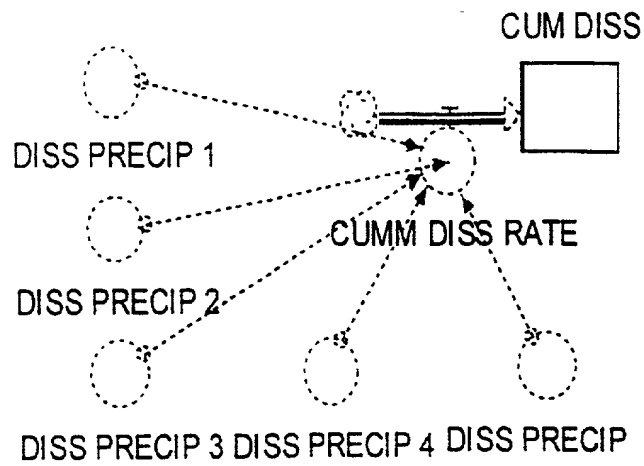 CUM DISS
DISS PRECIP 1
CUMM DISS RATE
DISS PRECIP 2
DISS PRECIP 3 DISS PRECIP 4 DISS PRECIP